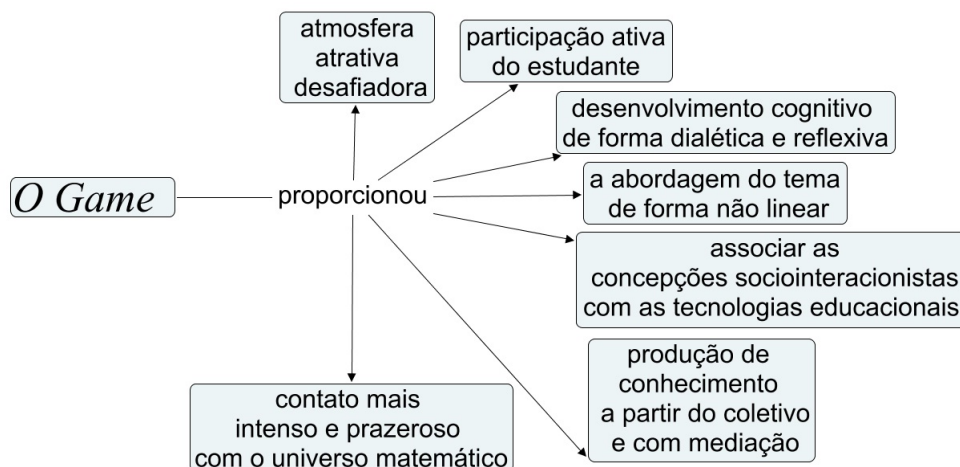 O Game
proporcionou
atmosfera
atrativa
desafiadora
participação ativa
do estudante
desenvolvimento cognitivo
de forma dialética e reflexiva
a abordagem do tema
de forma não linear
associar as
concepções sociointeracionistas
com as tecnologias educacionais
produção de
conhecimento
a partir do coletivo
e com mediação
contato mais
intenso e prazeroso
com o universo matemático